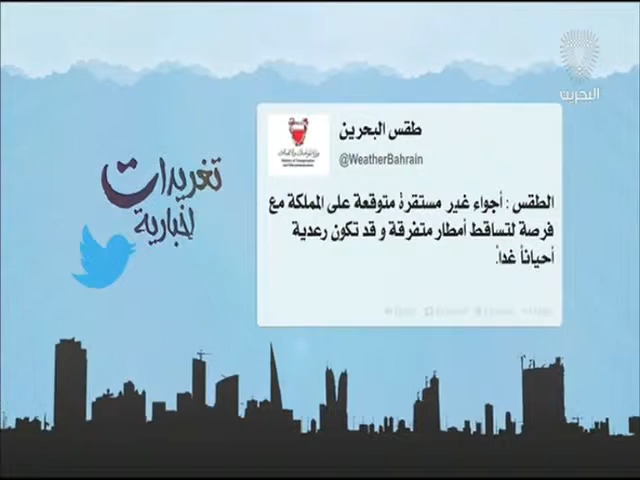 البحرين
تغريدات
إخبارية
طقس البحرين
@WeatherBahrain
الطقس : أجواء غير مستقرة متوقعة على المملكة مع
فرصة لتساقط أمطار متفرقة و قد تكون رعدية
أحياناً غداً.